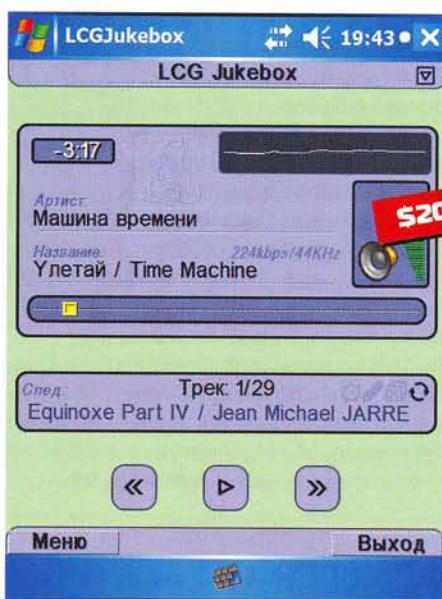 LCGJukebox 19:43
LCG Jukebox
-3:17
Артист:
Машина времени
$20
Название: 224kbps/44KHz
Улетай / Time Machine
След.: Трек: 1/29
Equinoxe Part IV / Jean Michael JARRE
Меню Выход